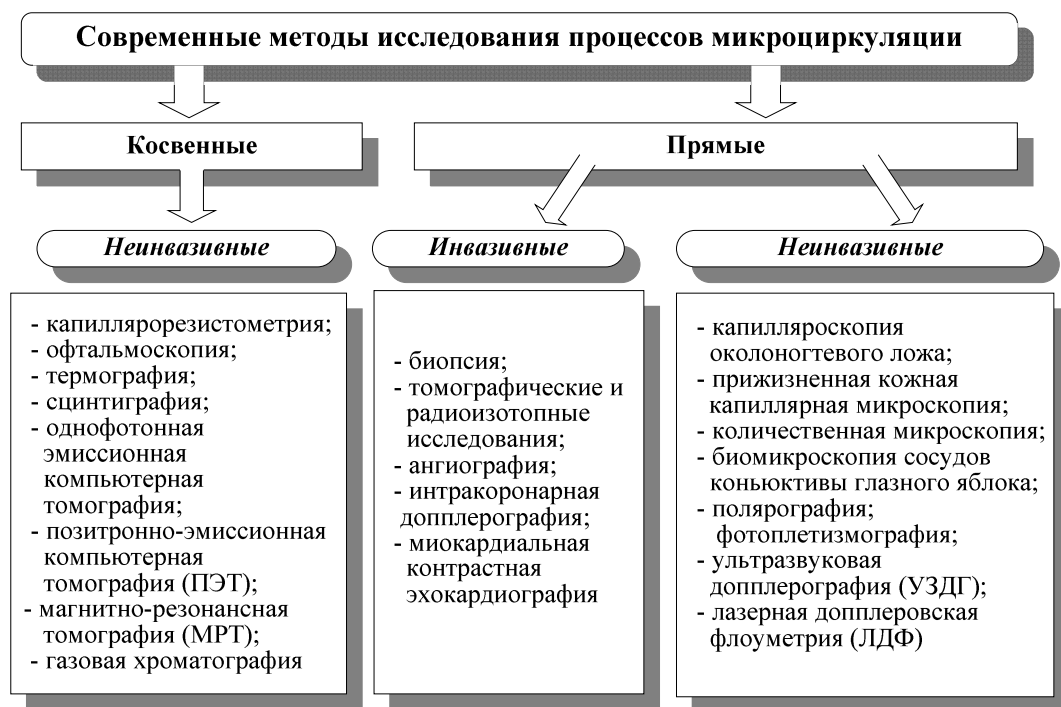 Современные методы исследования процессов микроциркуляции
Косвенные
Прямые
Неинвазивные
Инвазивные
Неинвазивные
- капилляророрезистометрия;
- офтальмоскопия;
- термография;
- сцинтиграфия;
- однофотонная
эмиссионная
компьютерная
томография;
- позитронно-эмиссионная
компьютерная
томография (ПЭТ);
- магнитно-резонансная
томография (МРТ);
- газовая хроматография
- биопсия;
- томографические и
радиоизотопные
исследования;
- ангиография;
- интракоронарная
допплерография;
- миокардиальная
контрастная
эхокардиография
- капилляроскопия
околоногтевого ложа;
- прижизненная кожная
капиллярная микроскопия;
- количественная микроскопия;
- биомикроскопия сосудов
коньюктивы глазного яблока;
- полярография;
фотоплетизмография;
- ультразвуковая
допплерография (УЗДГ);
- лазерная допплеровская
флоуметрия (ЛДФ)